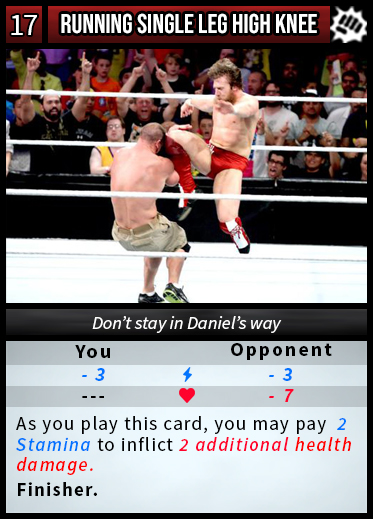 17 RUNNING SINGLE LEG HIGH KNEE
Don't stay in Daniel's way
You Opponent
- 3 - 3
--- - 7
As you play this card, you may pay 2
Stamina to inflict 2 additional health
damage.
Finisher.